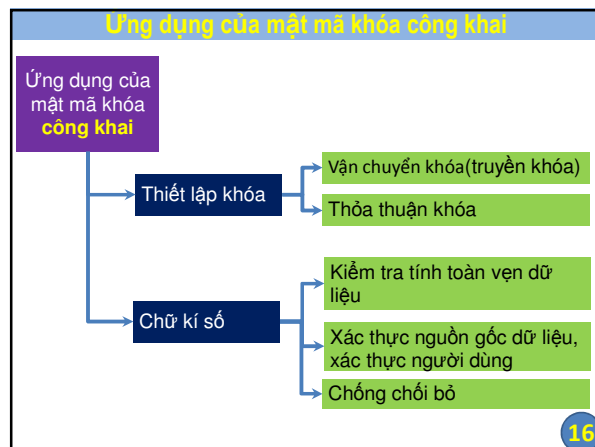 Ứng dụng của mật mã khóa công khai
Ứng dụng của
mật mã khóa
công khai
Thiết lập khóa
Vận chuyển khóa(truyền khóa)
Thỏa thuận khóa
Chữ kí số
Kiểm tra tính toàn vẹn dữ
liệu
Xác thực nguồn gốc dữ liệu,
xác thực người dùng
Chống chối bỏ
16